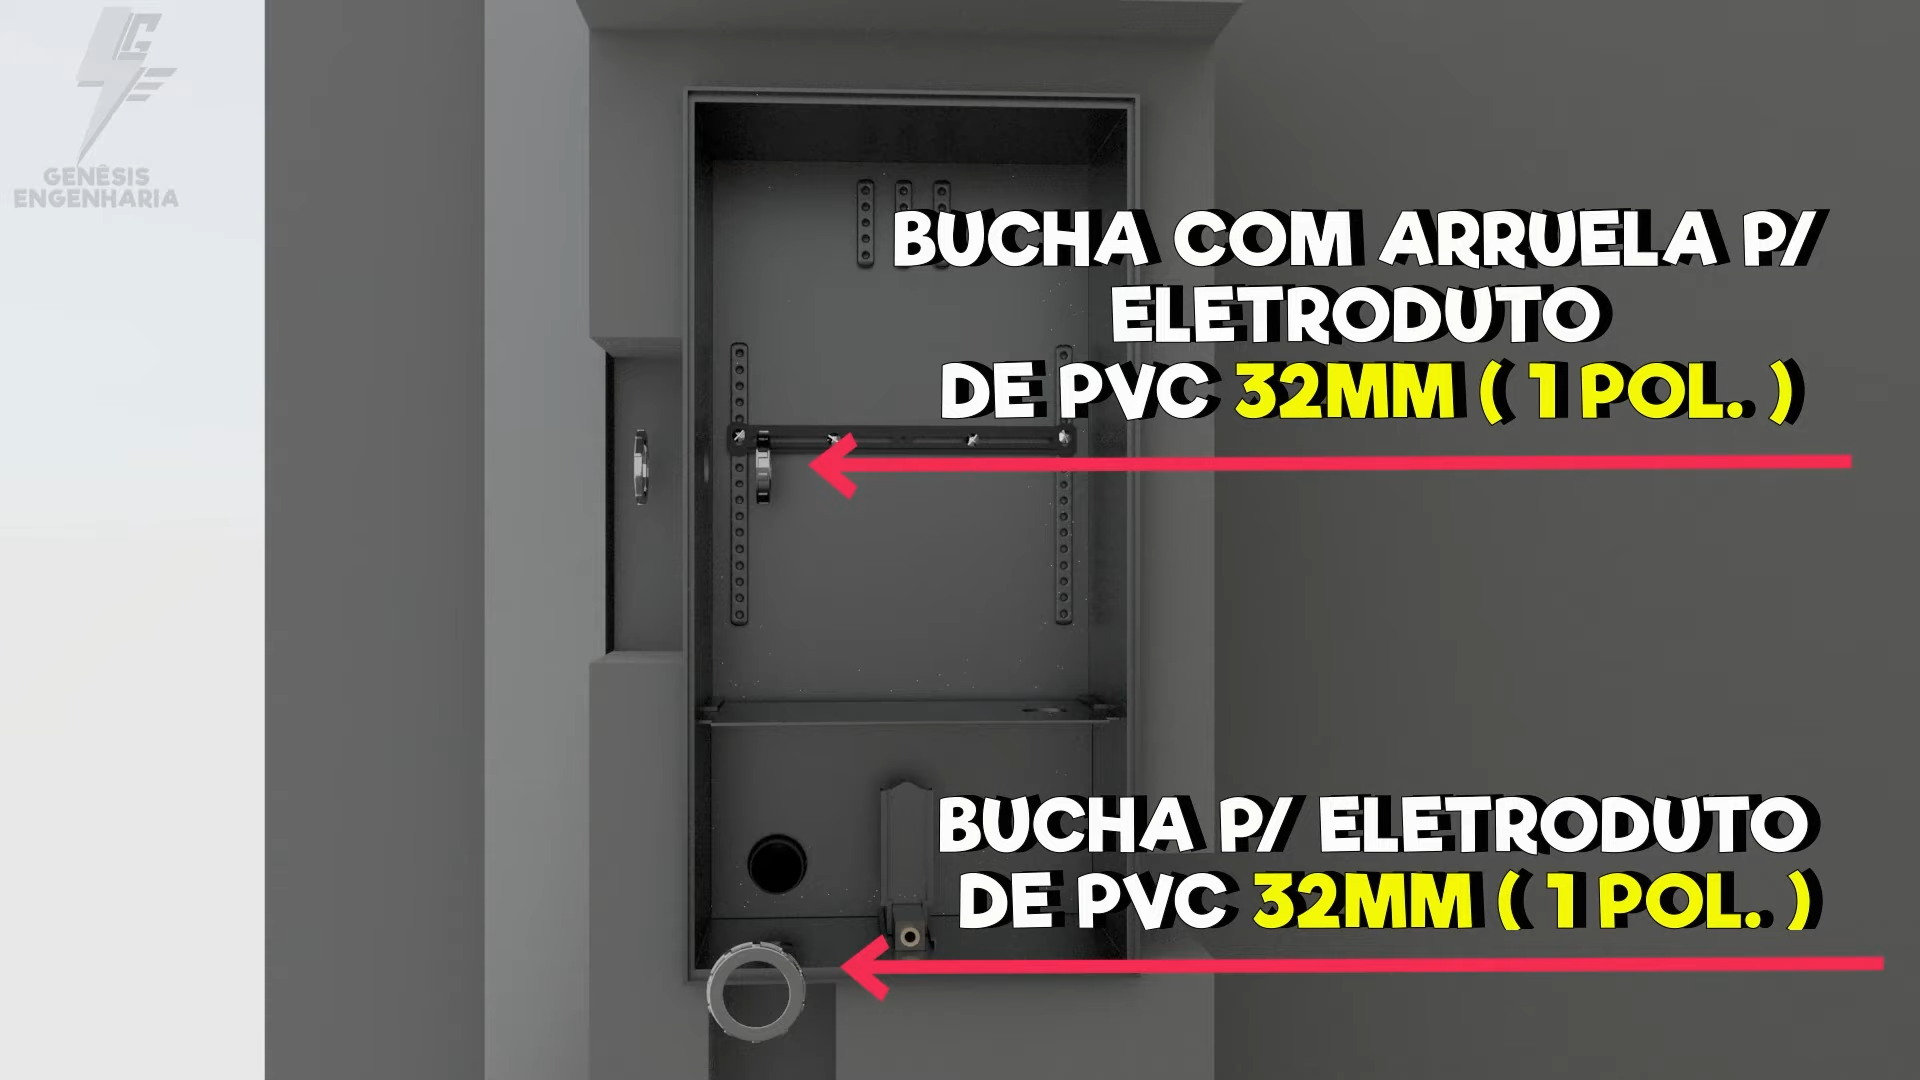 GENÊSIS
ENGENHARIA
BUCHA COM ARRUELA P/
ELETRODUTO
DE PVC 32MM ( 1 POL. )
BUCHA P/ ELETRODUTO
DE PVC 32MM ( 1 POL. )